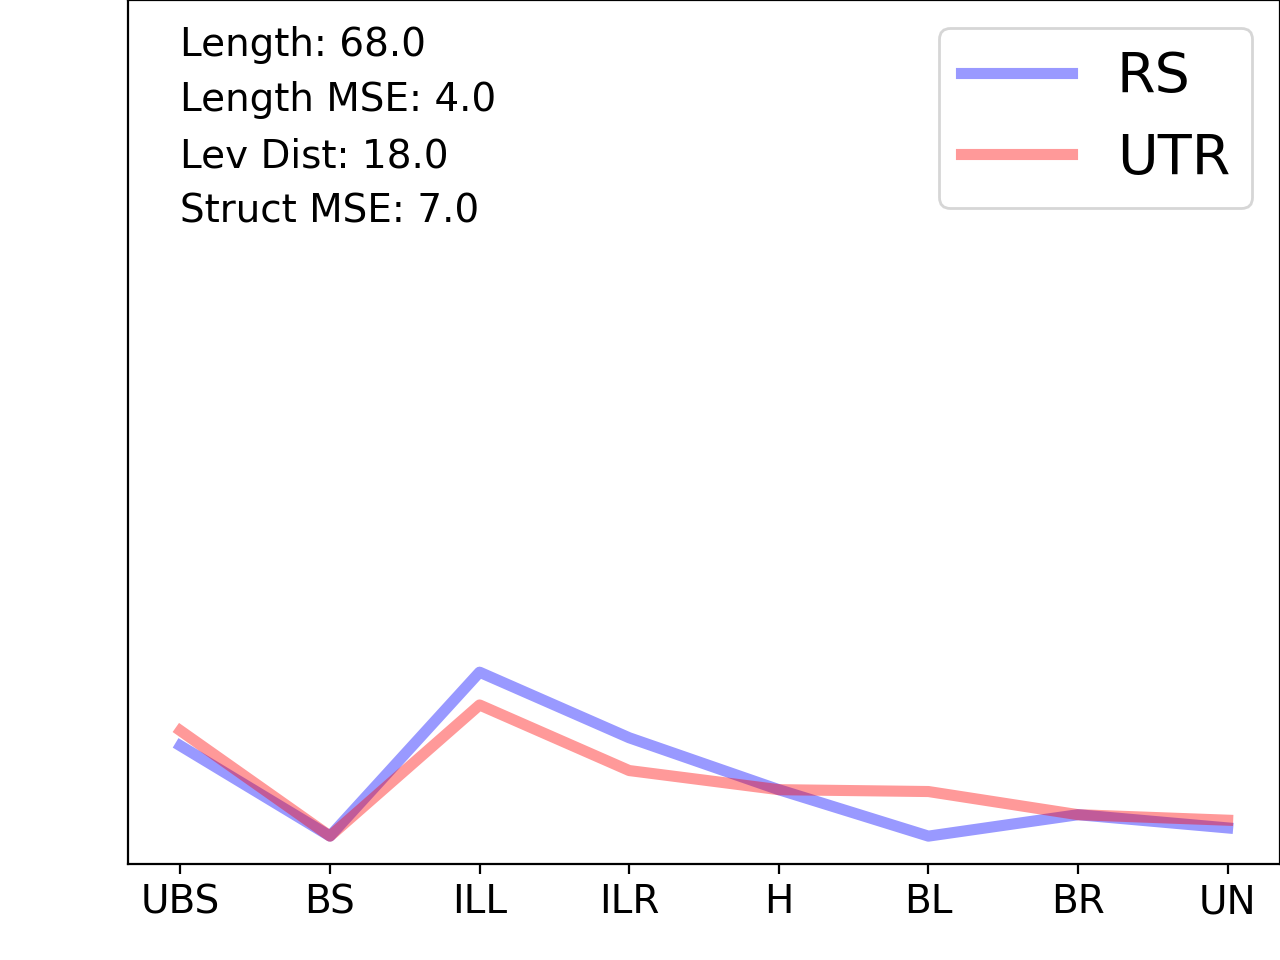 Length: 68.0
Length MSE: 4.0
Lev Dist: 18.0
Struct MSE: 7.0
RS
UTR
UBS BS ILL ILR H BL BR UN